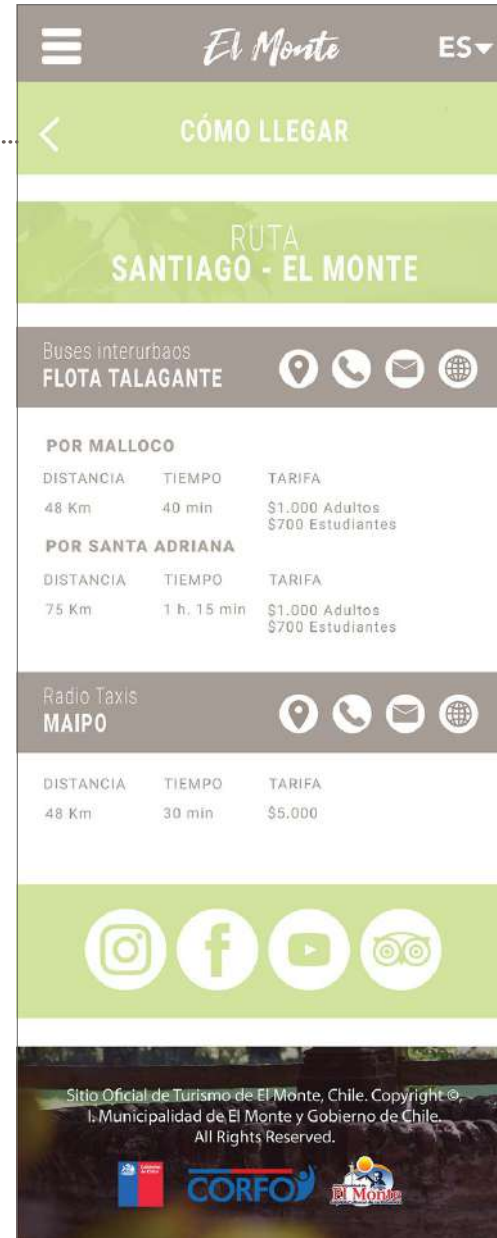 El Monte
ES
CÓMO LLEGAR
RUTA
SANTIAGO - EL MONTE
Buses interurbaos
FLOTA TALAGANTE
POR MALLOCO
DISTANCIA TIEMPO TARIFA
48 Km 40 min $1.000 Adultos
$700 Estudiantes
POR SANTA ADRIANA
DISTANCIA TIEMPO TARIFA
75 Km 1 h. 15 min $1.000 Adultos
$700 Estudiantes
Radio Taxis
MAIPO
DISTANCIA TIEMPO TARIFA
48 Km 30 min $5.000
Sitio Oficial de Turismo de El Monte, Chile. Copyright ©,
I. Municipalidad de El Monte y Gobierno de Chile.
All Rights Reserved.
CORFO
El Monte